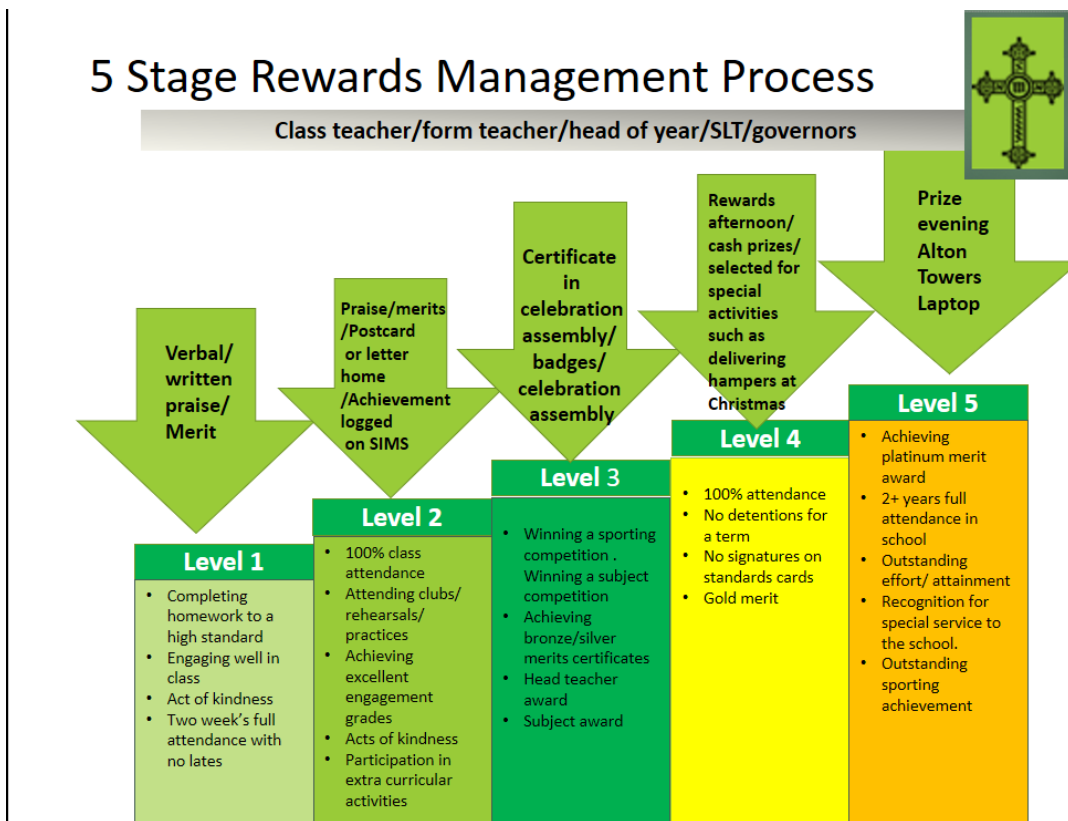 5 Stage Rewards Management Process
Class teacher/form teacher/head of year/SLT/governors
Verbal/
written
praise/
Merit
Praise/merits
/Postcard
or letter
home
/Achievement
logged
on SIMS
Certificate
in
celebration
assembly/
badges/
celebration
assembly
Rewards
afternoon/
cash prizes/
selected for
special
activities
such as
delivering
hampers at
Christmas
Prize
evening
Alton
Towers
Laptop
Level 1
• Completing
homework to a
high standard
• Engaging well in
class
• Act of kindness
• Two week's full
attendance with
no lates
Level 2
• 100% class
attendance
• Attending clubs/
rehearsals/
practices
• Achieving
excellent
engagement
grades
• Acts of kindness
• Participation in
extra curricular
activities
Level 3
• Winning a sporting
competition .
Winning a subject
competition
• Achieving
bronze/silver
merits certificates
• Head teacher
award
• Subject award
Level 4
• 100% attendance
• No detentions for
a term
• No signatures on
standards cards
• Gold merit
Level 5
• Achieving
platinum merit
award
• 2+ years full
attendance in
school
• Outstanding
effort/ attainment
• Recognition for
special service to
the school.
• Outstanding
sporting
achievement